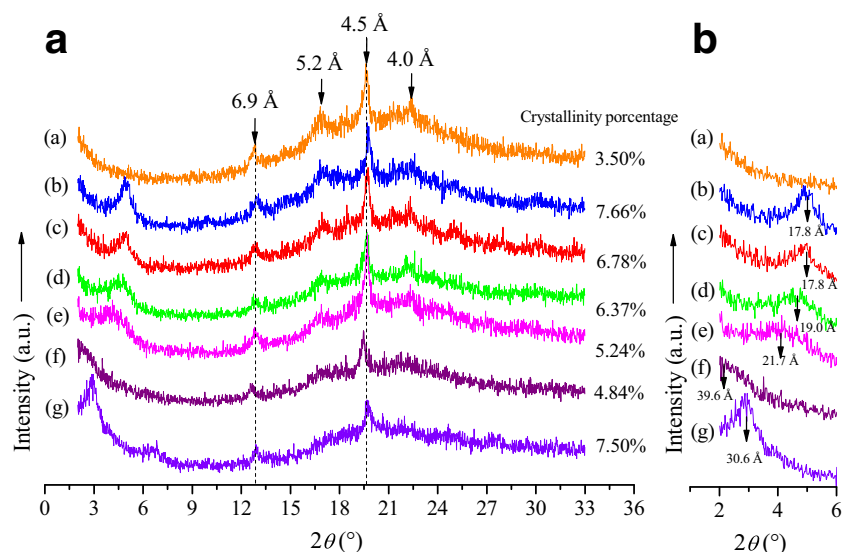 a
4.5 Å
5.2 Å
4.0 Å
6.9 Å
Crystallinity porcentage
(a)
3.50%
(b)
7.66%
(c)
6.78%
(d)
6.37%
(e)
5.24%
(f)
4.84%
(g)
7.50%
Intensity (a.u.)
0 3 6 9 12 15 18 21 24 27 30 33 36
2θ (°)
b
(a)
(b)
17.8 Å
(c)
17.8 Å
(d)
19.0 Å
(e)
21.7 Å
(f)
39.6 Å
(g)
30.6 Å
Intensity (a.u.)
2 4 6
2θ (°)